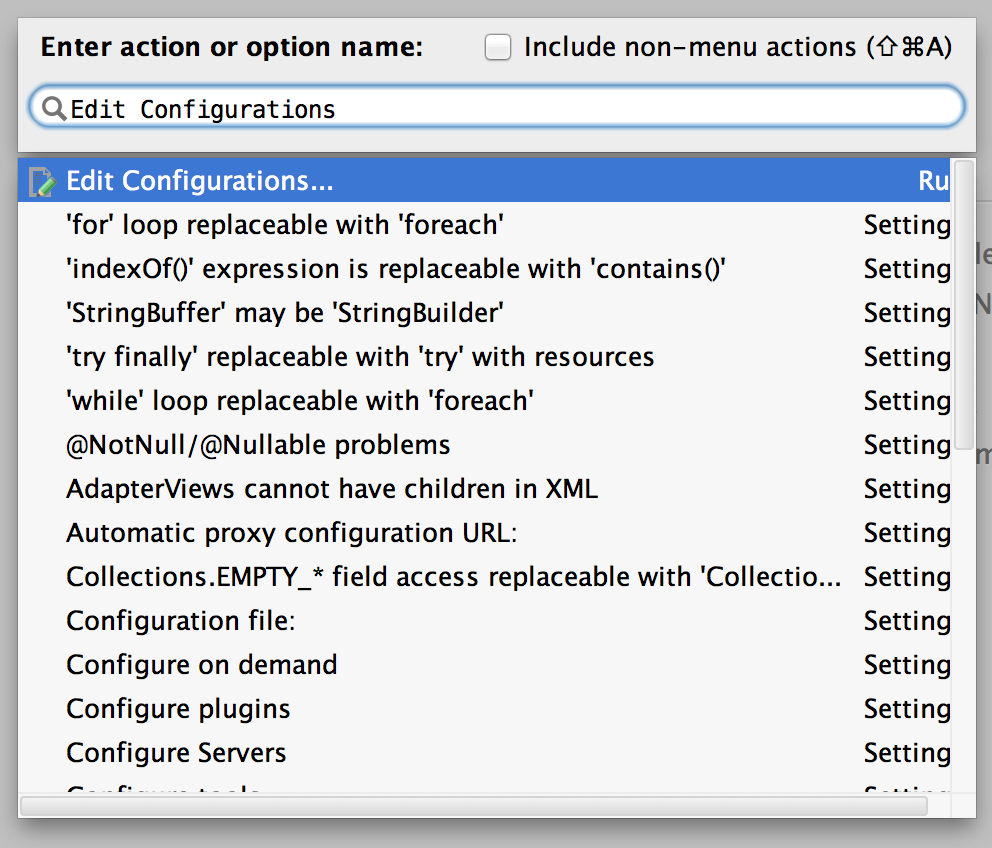 Enter action or option name: Include non-menu actions (⇧⌘A)
Edit Configurations
Edit Configurations... Ru
'for' loop replaceable with 'foreach' Setting
'indexOf()' expression is replaceable with 'contains()' Setting
'StringBuffer' may be 'StringBuilder' Setting
'try finally' replaceable with 'try' with resources Setting
'while' loop replaceable with 'foreach' Setting
@NotNull/@Nullable problems Setting
AdapterViews cannot have children in XML Setting
Automatic proxy configuration URL: Setting
Collections.EMPTY_* field access replaceable with 'Collectio... Setting
Configuration file: Setting
Configure on demand Setting
Configure plugins Setting
Configure Servers Setting